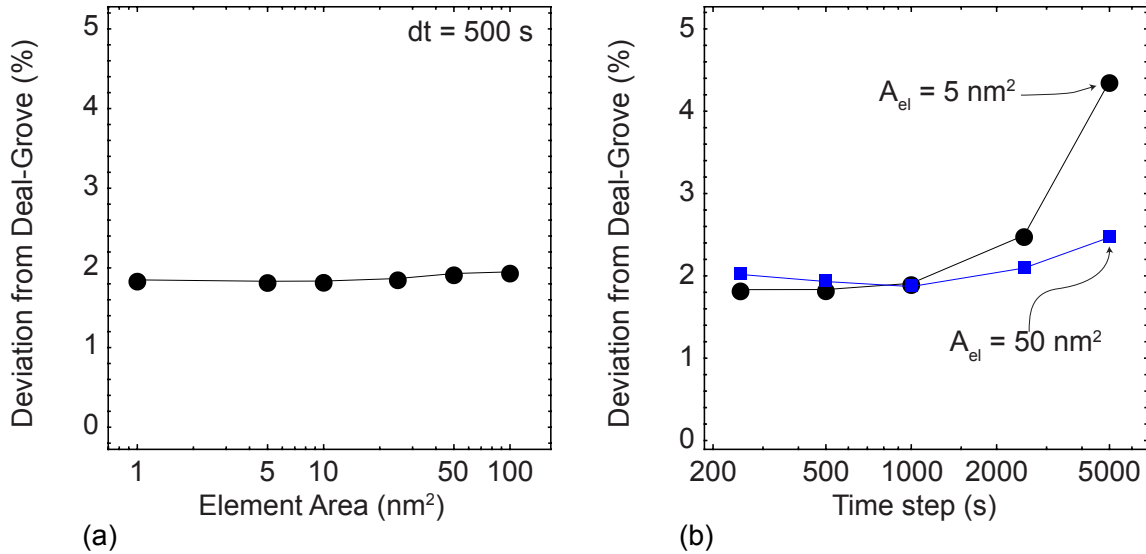 5
4
3
2
1
0
Deviation from Deal-Grove (%)
dt = 500 s
1 5 10 50 100
Element Area (nm²)
(a)
5
4
3
2
1
0
Deviation from Deal-Grove (%)
A_el = 5 nm²
A_el = 50 nm²
200 500 1000 2000 5000
Time step (s)
(b)